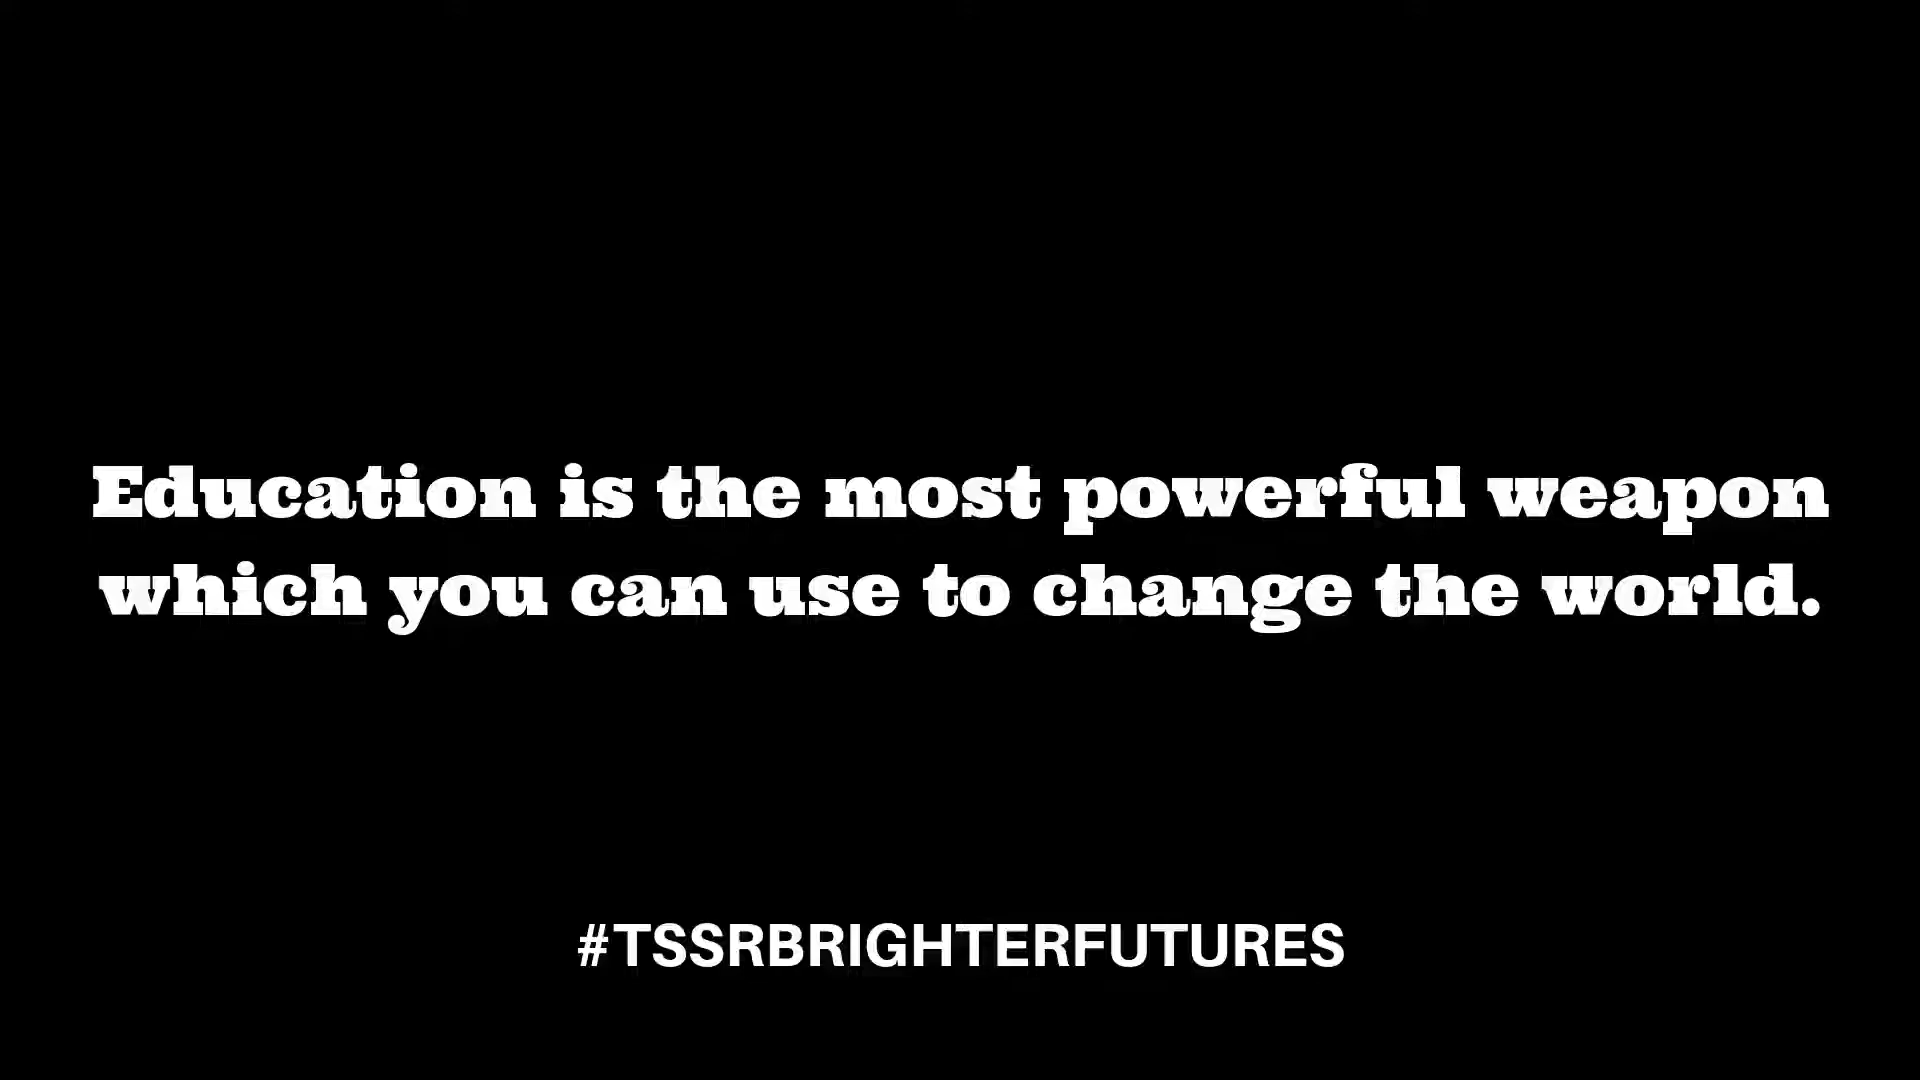 Education is the most powerful weapon
which you can use to change the world.
#TSSRBRIGHTERFUTURES